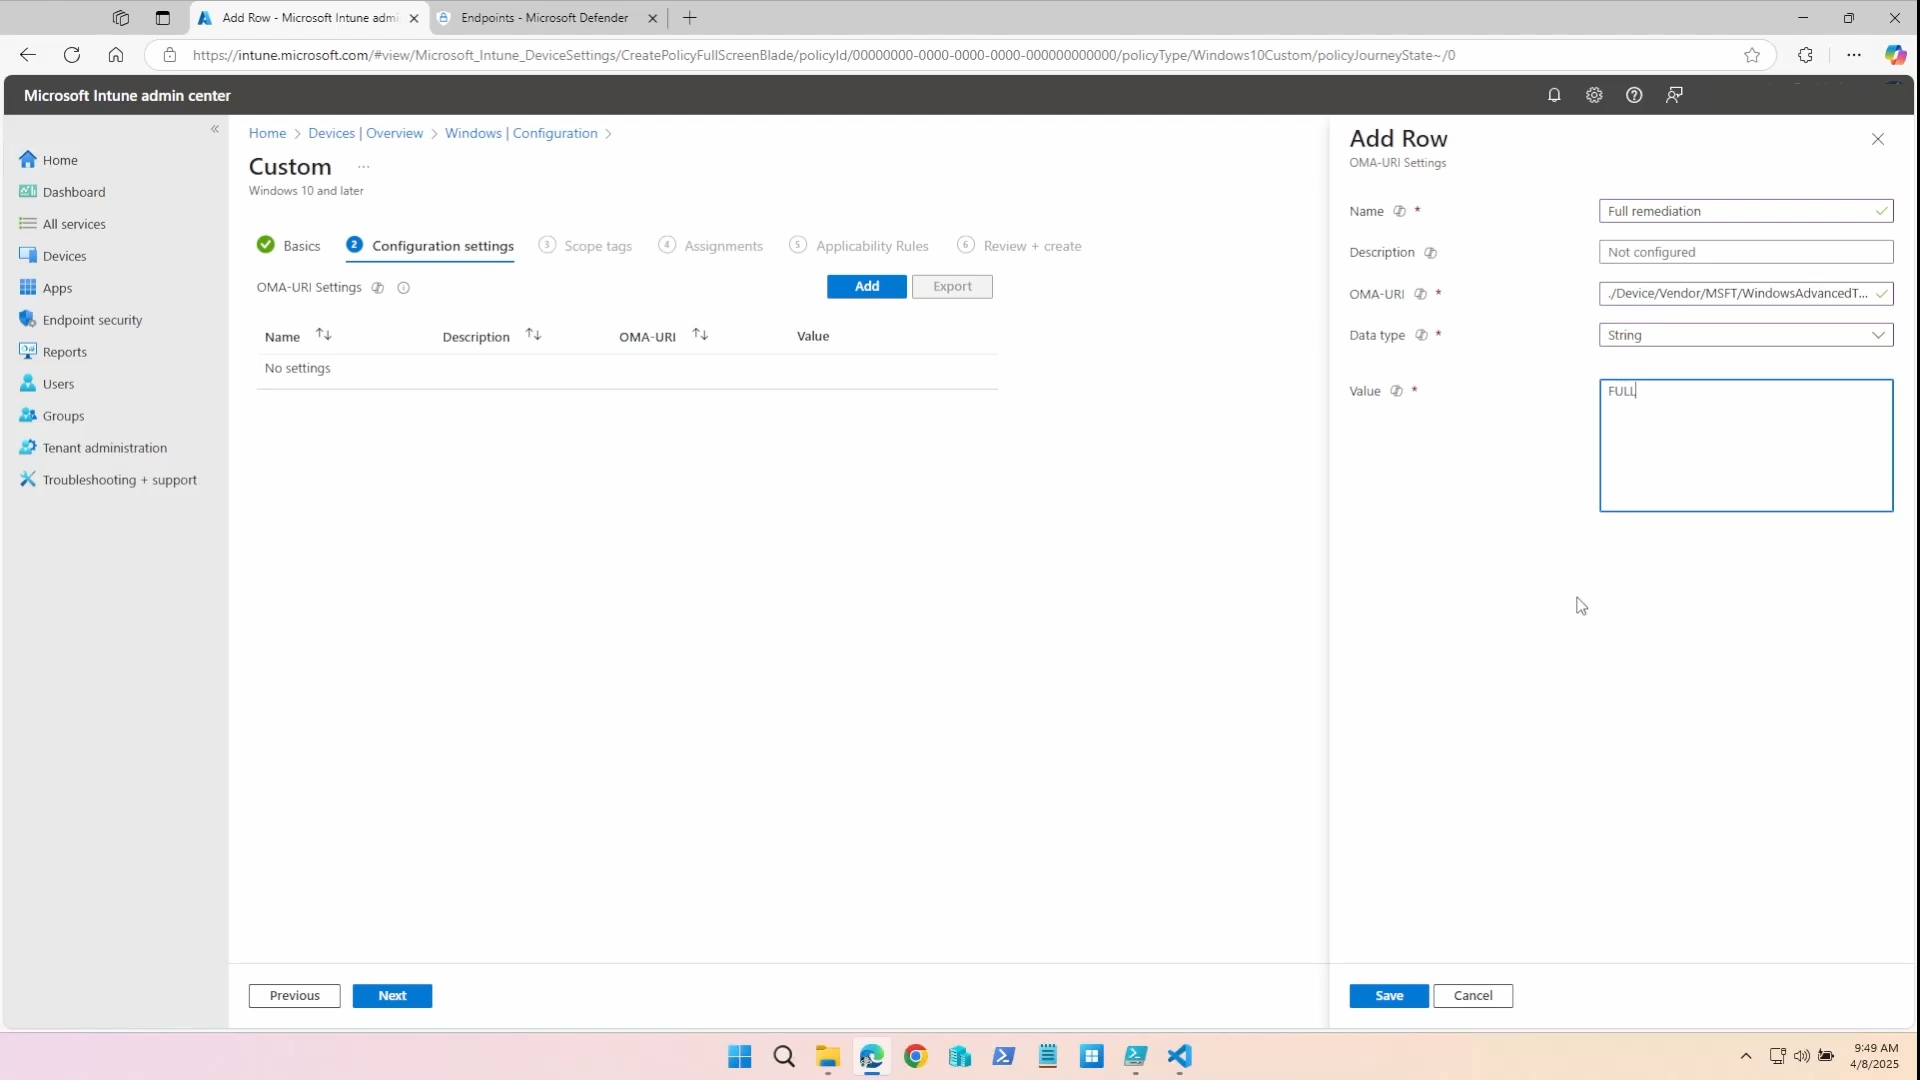 Add Row - Microsoft Intune admi
Endpoints - Microsoft Defender
https://intune.microsoft.com/#view/Microsoft_Intune_DeviceSettings/CreatePolicyFullScreenBlade/policyId/00000000-0000-0000-0000-000000000000/policyType/Windows10Custom/policyJourneyState~/0
Microsoft Intune admin center
Home
Dashboard
All services
Devices
Apps
Endpoint security
Reports
Users
Groups
Tenant administration
Troubleshooting + support
Home > Devices | Overview > Windows | Configuration >
Custom ...
Windows 10 and later
Basics 2 Configuration settings 3 Scope tags 4 Assignments 5 Applicability Rules 6 Review + create
OMA-URI Settings Add Export
Name Description OMA-URI Value
No settings
Previous Next
Add Row
OMA-URI Settings
Name * Full remediation
Description Not configured
OMA-URI * ./Device/Vendor/MSFT/WindowsAdvancedT...
Data type * String
Value * FULL
Save Cancel
9:49 AM
4/8/2025